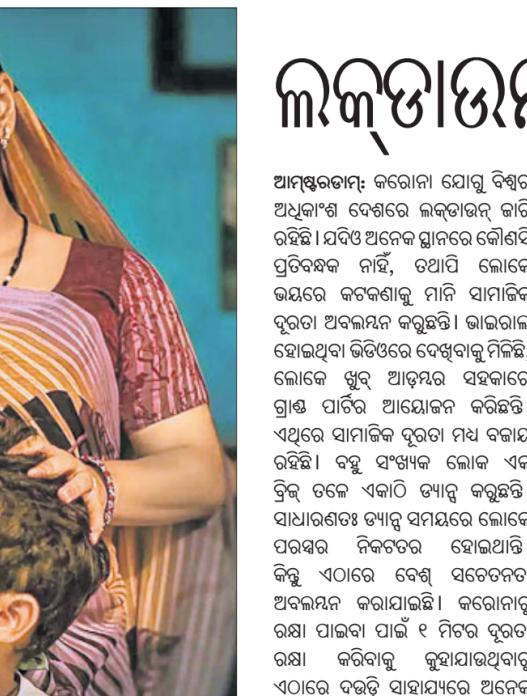 ଲକ୍‌ଡାଉନ
ଆମ୍‌ଷ୍ଟରଡାମ୍: କରୋନା ଯୋଗୁ ବିଶ୍ୱର
ଅଧିକାଂଶ ଦେଶରେ ଲକ୍‌ଡାଉନ୍ ଜାରି
ରହିଛି। ଯଦିଓ ଅନେକ ସ୍ଥାନରେ କୌଣସି
ପ୍ରତିବନ୍ଧକ ନାହିଁ, ତଥାପି ଲୋକେ
ଭୟରେ କଟକଣାକୁ ମାନି ସାମାଜିକ
ଦୂରତା ଅବଲମ୍ବନ କରୁଛନ୍ତି। ଭାଇରାଲ
ହୋଇଥିବା ଭିଡିଓରେ ଦେଖିବାକୁ ମିଳିଛି,
ଲୋକେ ଖୁବ୍ ଆଡ଼ମ୍ବର ସହକାରେ
ଗ୍ରାଣ୍ଡ ପାର୍ଟିର ଆୟୋଜନ କରିଛନ୍ତି
ଏଥିରେ ସାମାଜିକ ଦୂରତା ମଧ୍ୟ ବଜାୟ
ରହିଛି। ବହୁ ସଂଖ୍ୟକ ଲୋକ ଏକ
ବ୍ରିଜ୍ ତଳେ ଏକାଠି ଡ୍ୟାନ୍ସ କରୁଛନ୍ତି
ସାଧାରଣତଃ ଡ୍ୟାନ୍ସ ସମୟରେ ଲୋକେ
ପରସ୍ପର ନିକଟତର ହୋଇଥାନ୍ତି
କିନ୍ତୁ ଏଠାରେ ବେଶ୍ ସଚେତନତ
ଅବଲମ୍ବନ କରାଯାଇଛି। କରୋନାରୁ
ରକ୍ଷା ପାଇବା ପାଇଁ ୧ ମିଟର ଦୂରତ
ରକ୍ଷା କରିବାକୁ କୁହାଯାଉଥିବାରୁ
ଏଠାରେ ଦଉଡ଼ି ସାହାଯ୍ୟରେ ଅନେକ